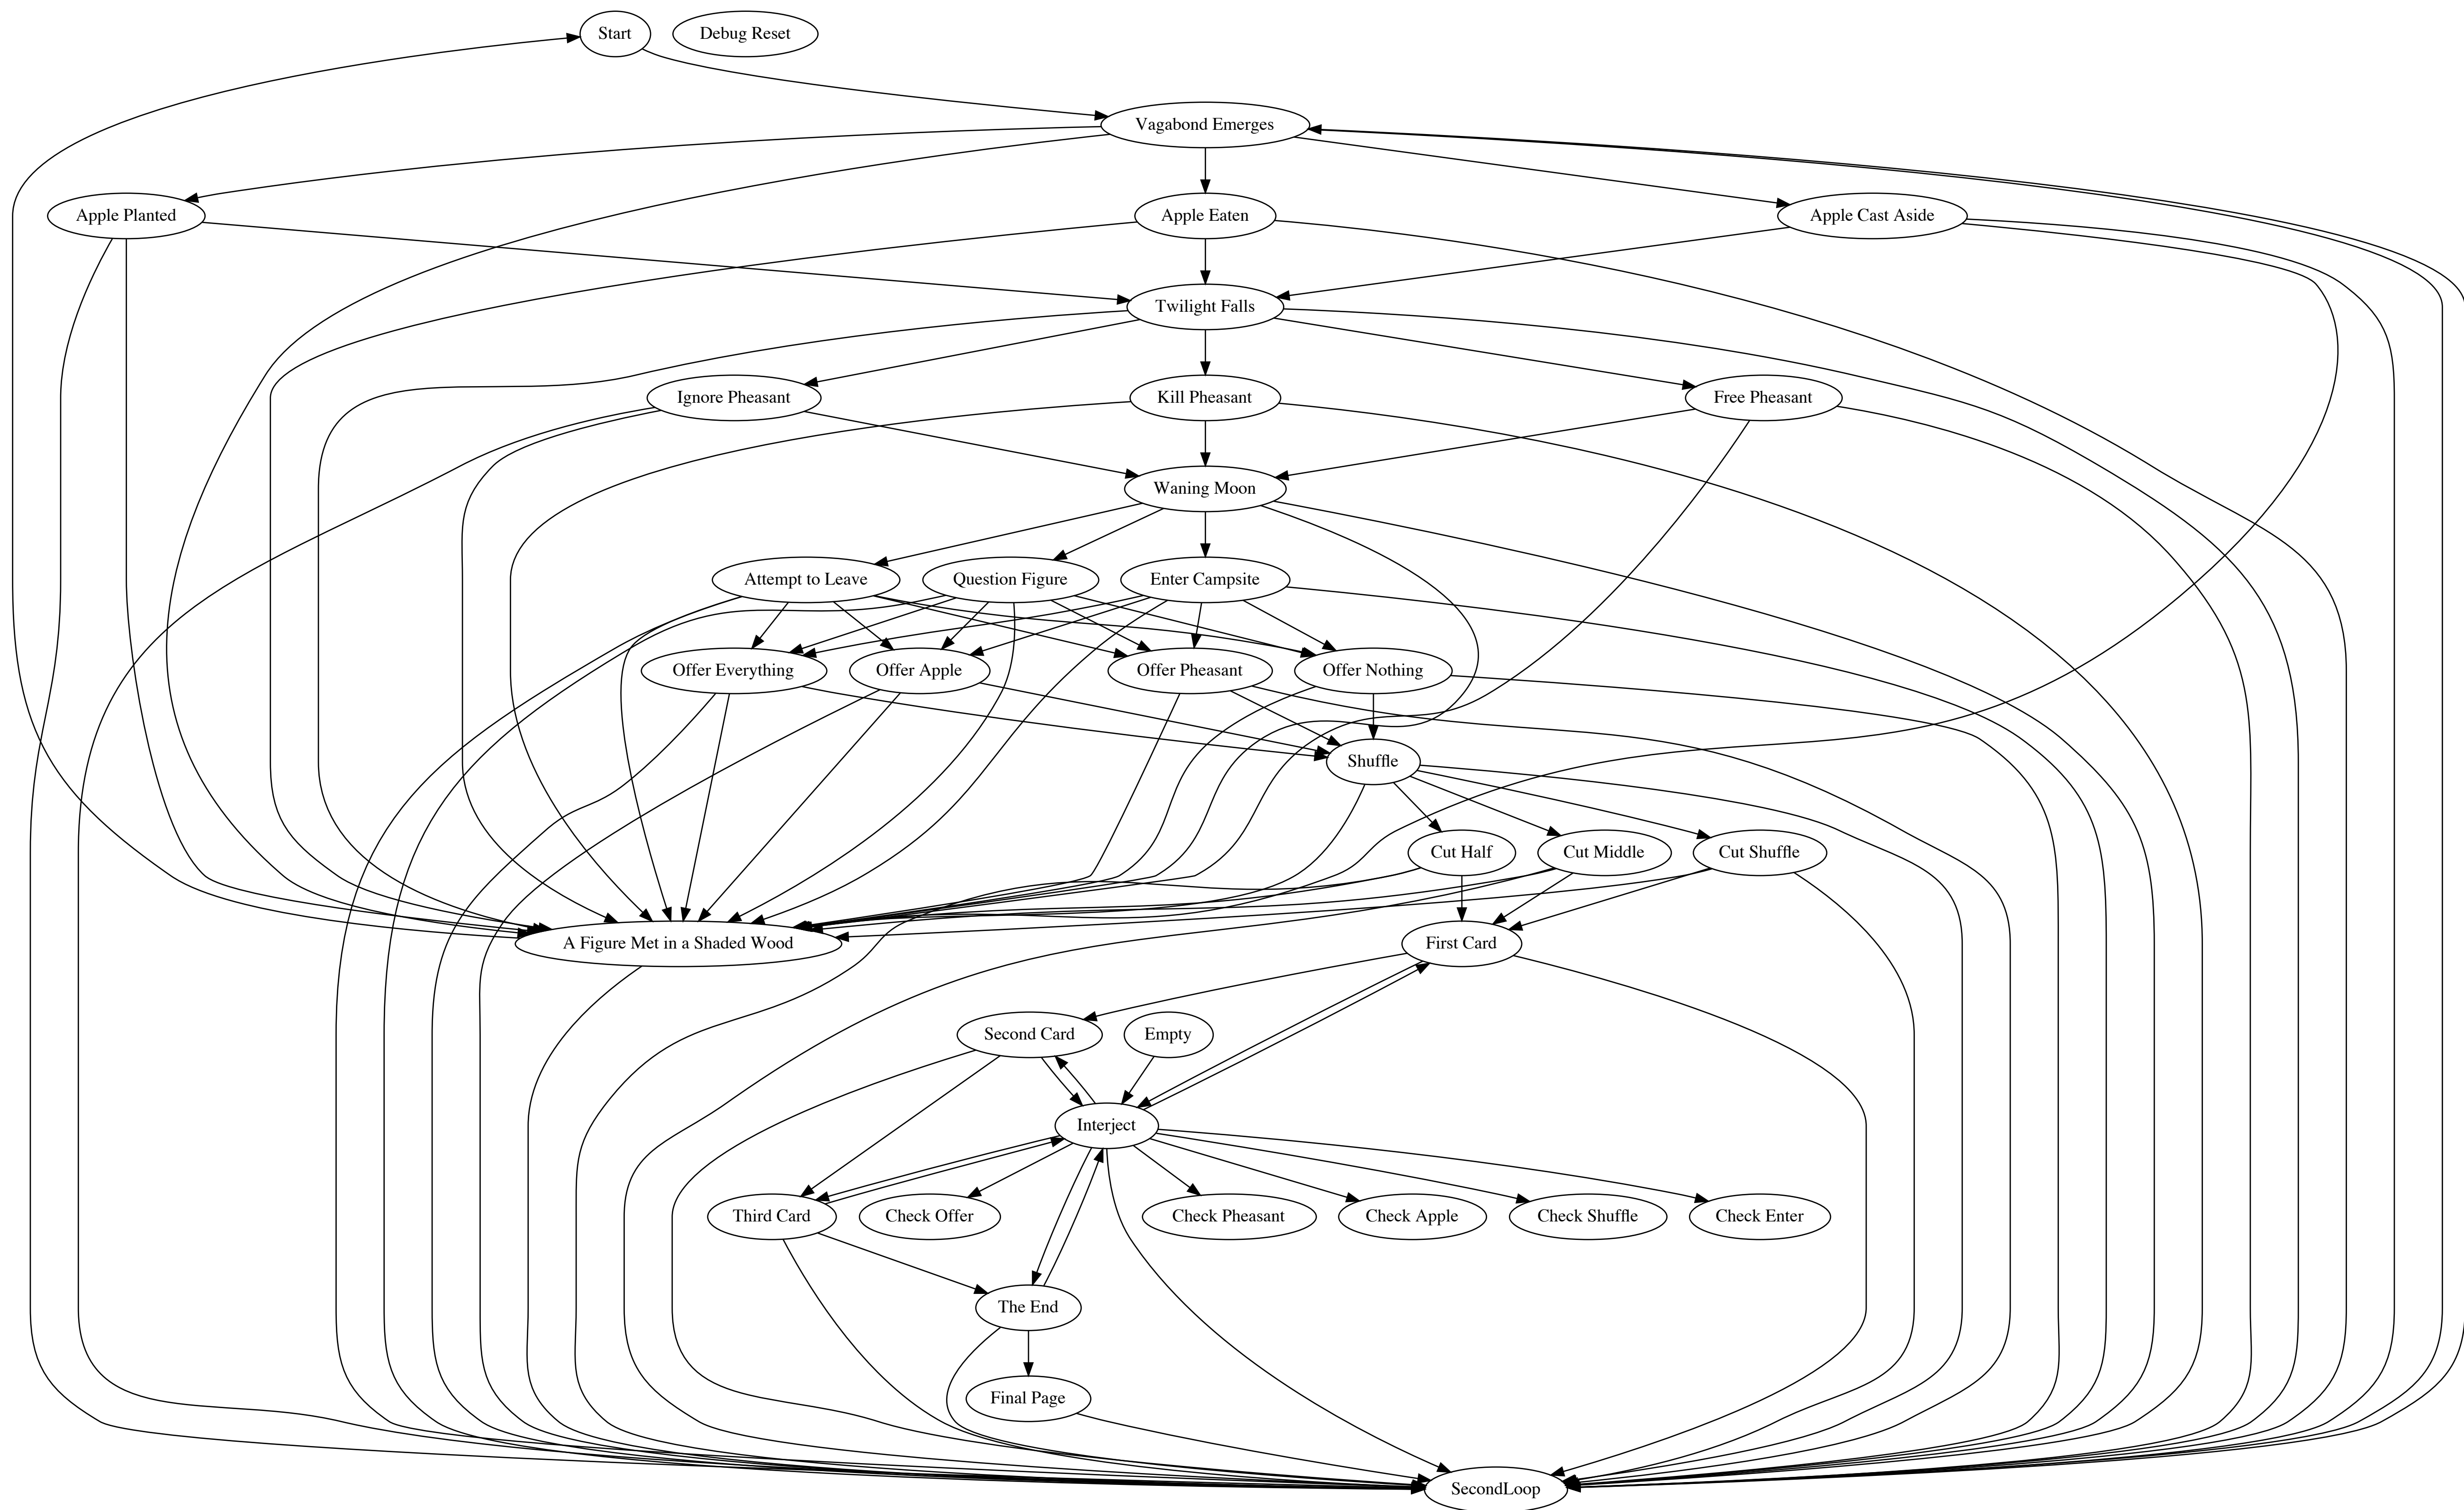 Start
Debug Reset
Vagabond Emerges
Apple Planted
Apple Eaten
Apple Cast Aside
Twilight Falls
Ignore Pheasant
Kill Pheasant
Free Pheasant
Waning Moon
Attempt to Leave
Question Figure
Enter Campsite
Offer Everything
Offer Apple
Offer Pheasant
Offer Nothing
Shuffle
Cut Half
Cut Middle
Cut Shuffle
A Figure Met in a Shaded Wood
First Card
Second Card
Empty
Interject
Third Card
Check Offer
Check Pheasant
Check Apple
Check Shuffle
Check Enter
The End
Final Page
SecondLoop